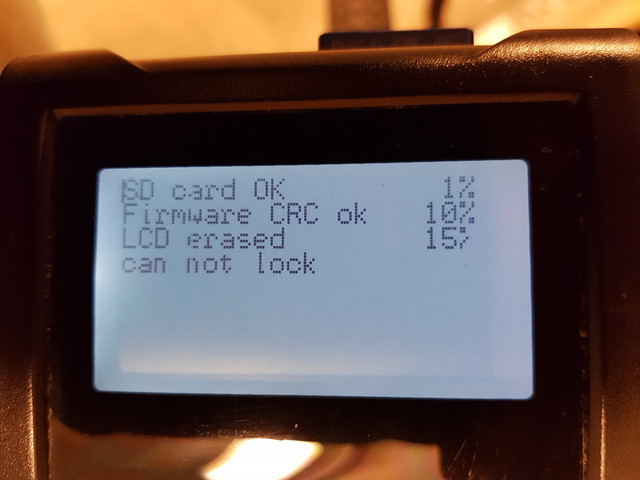 SD card OK 1%
Firmware CRC ok 10%
LCD erased 15%
can not lock